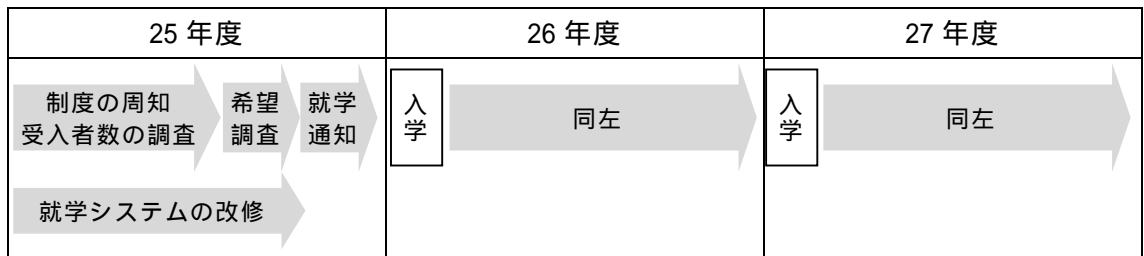 25 年度
26 年度
27 年度
制度の周知
受入者数の調査
希望
調査
就学
通知
入学
同左
入学
同左
就学システムの改修